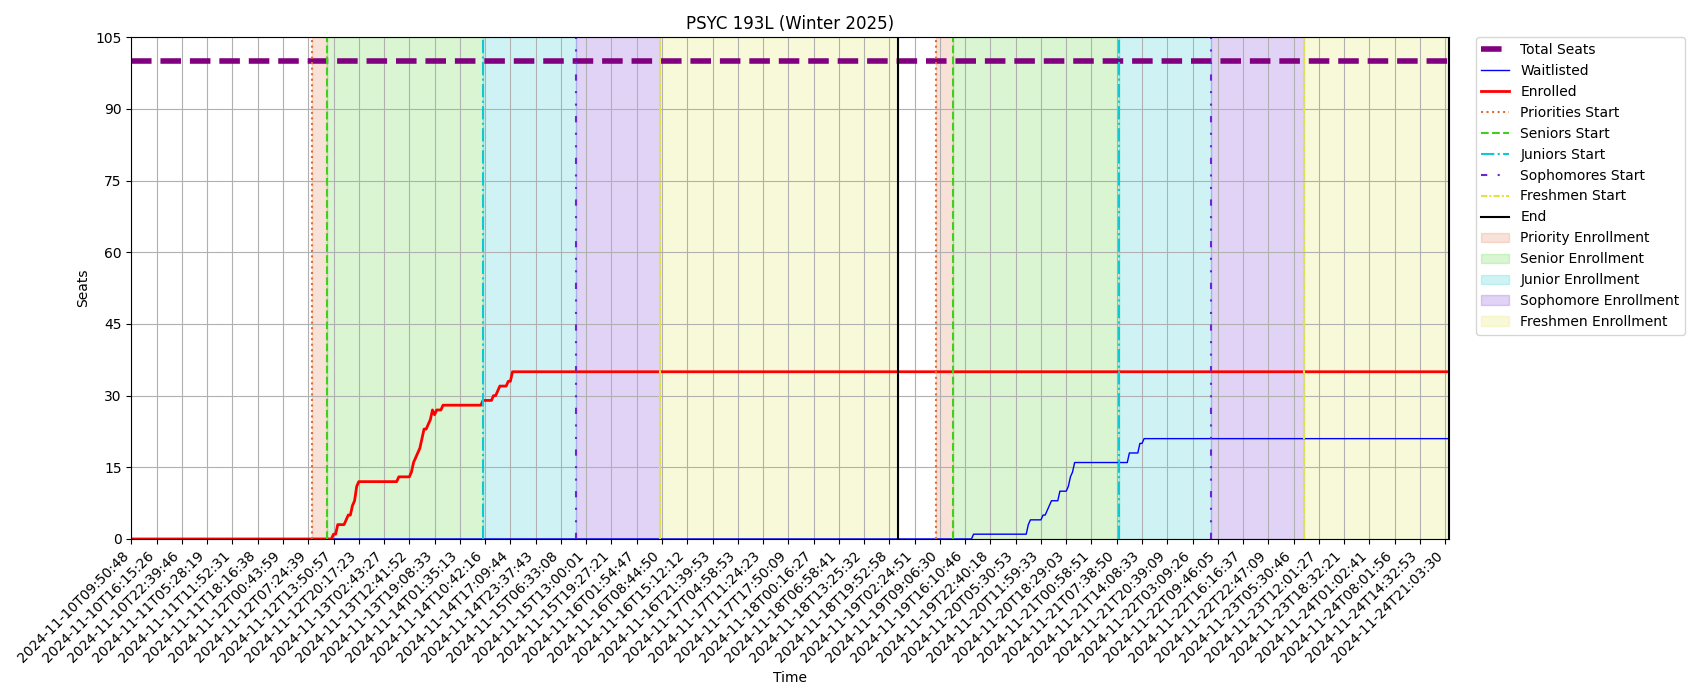 PSYC 193L (Winter 2025)
105
90
75
60
45
30
15
0
Seats
2024-11-10T09:50:48
2024-11-10T16:15:26
2024-11-10T22:39:46
2024-11-11T05:28:19
2024-11-11T11:52:31
2024-11-11T18:16:38
2024-11-12T00:43:59
2024-11-12T07:24:39
2024-11-12T13:50:57
2024-11-12T20:17:23
2024-11-13T02:43:27
2024-11-13T12:41:52
2024-11-13T19:08:33
2024-11-14T01:35:13
2024-11-14T10:42:16
2024-11-14T17:09:44
2024-11-14T23:37:43
2024-11-15T06:33:08
2024-11-15T13:00:01
2024-11-15T19:27:21
2024-11-16T01:54:47
2024-11-16T08:44:50
2024-11-16T15:12:12
2024-11-16T21:39:53
2024-11-17T04:58:53
2024-11-17T11:24:23
2024-11-17T17:50:09
2024-11-18T00:16:27
2024-11-18T06:58:41
2024-11-18T13:25:32
2024-11-18T19:52:58
2024-11-19T02:24:51
2024-11-19T09:06:30
2024-11-19T16:10:46
2024-11-19T22:40:18
2024-11-20T05:30:53
2024-11-20T11:59:33
2024-11-20T18:29:03
2024-11-21T00:58:51
2024-11-21T07:38:50
2024-11-21T14:08:33
2024-11-21T20:39:09
2024-11-22T03:09:26
2024-11-22T09:46:05
2024-11-22T16:16:37
2024-11-22T22:47:09
2024-11-23T05:30:46
2024-11-23T12:01:27
2024-11-23T18:32:21
2024-11-24T01:02:41
2024-11-24T08:01:56
2024-11-24T14:32:53
2024-11-24T21:03:30
Time
Total Seats
Waitlisted
Enrolled
Priorities Start
Seniors Start
Juniors Start
Sophomores Start
Freshmen Start
End
Priority Enrollment
Senior Enrollment
Junior Enrollment
Sophomore Enrollment
Freshmen Enrollment